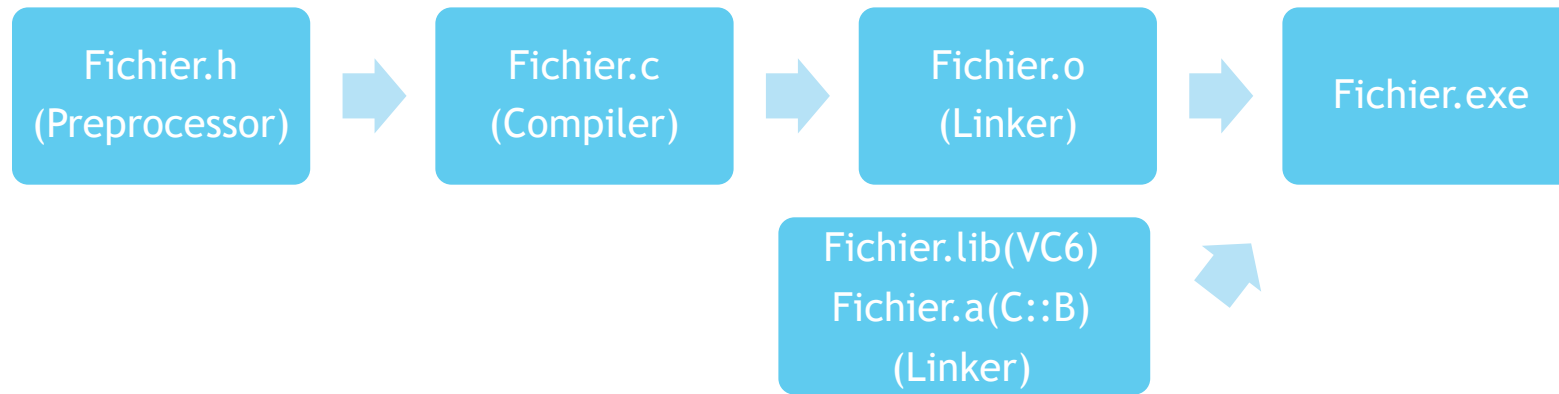 Fichier.h
(Preprocessor)
Fichier.c
(Compiler)
Fichier.o
(Linker)
Fichier.exe
Fichier.lib(VC6)
Fichier.a(C::B)
(Linker)